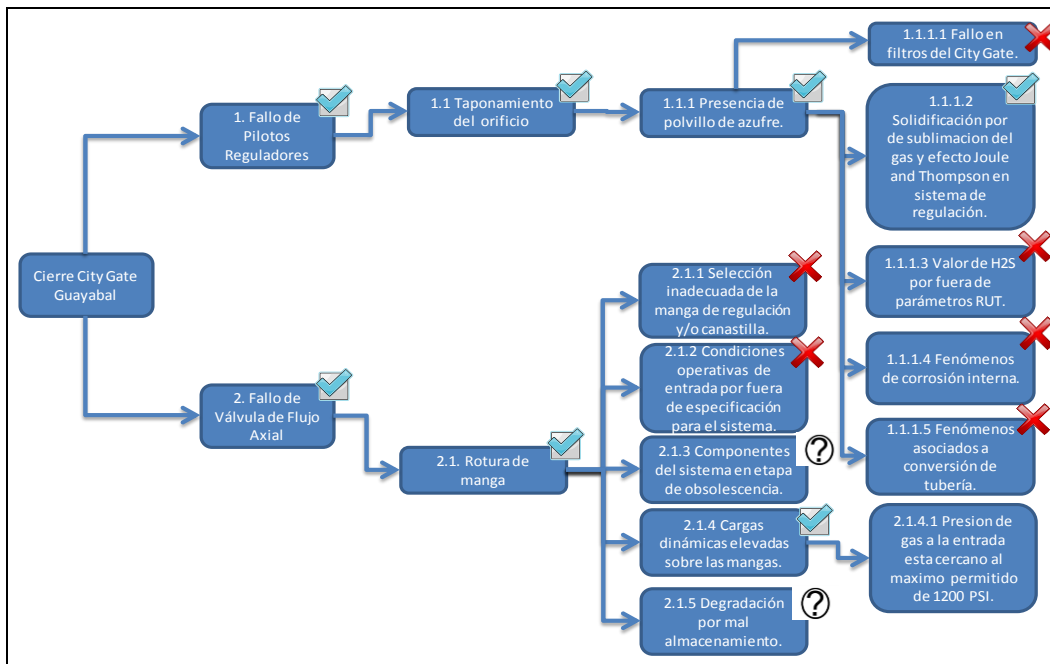 Cierre City Gate
Guayabal
1. Fallo de
Pilotos
Reguladores
1.1 Taponamiento
del orificio
1.1.1 Presencia de
polvillo de azufre.
1.1.1.1 Fallo en
filtros del City Gate.
1.1.1.2
Solidificación por
de sublimacion del
gas y efecto Joule
and Thompson en
sistema de
regulación.
1.1.1.3 Valor de H2S
por fuera de
parámetros RUT.
1.1.1.4 Fenómenos
de corrosión interna.
1.1.1.5 Fenómenos
asociados a
conversión de
tubería.
2. Fallo de
Válvula de Flujo
Axial
2.1. Rotura de
manga
2.1.1 Selección
inadecuada de la
manga de regulación
y/o canastilla.
2.1.2 Condiciones
operativas de
entrada por fuera
de especificación
para el sistema.
2.1.3 Componentes
del sistema en etapa
de obsolescencia.
?
2.1.4 Cargas
dinámicas elevadas
sobre las mangas.
2.1.4.1 Presion de
gas a la entrada
esta cercano al
maximo permitido
de 1200 PSI.
2.1.5 Degradación
por mal
almacenamiento.
?